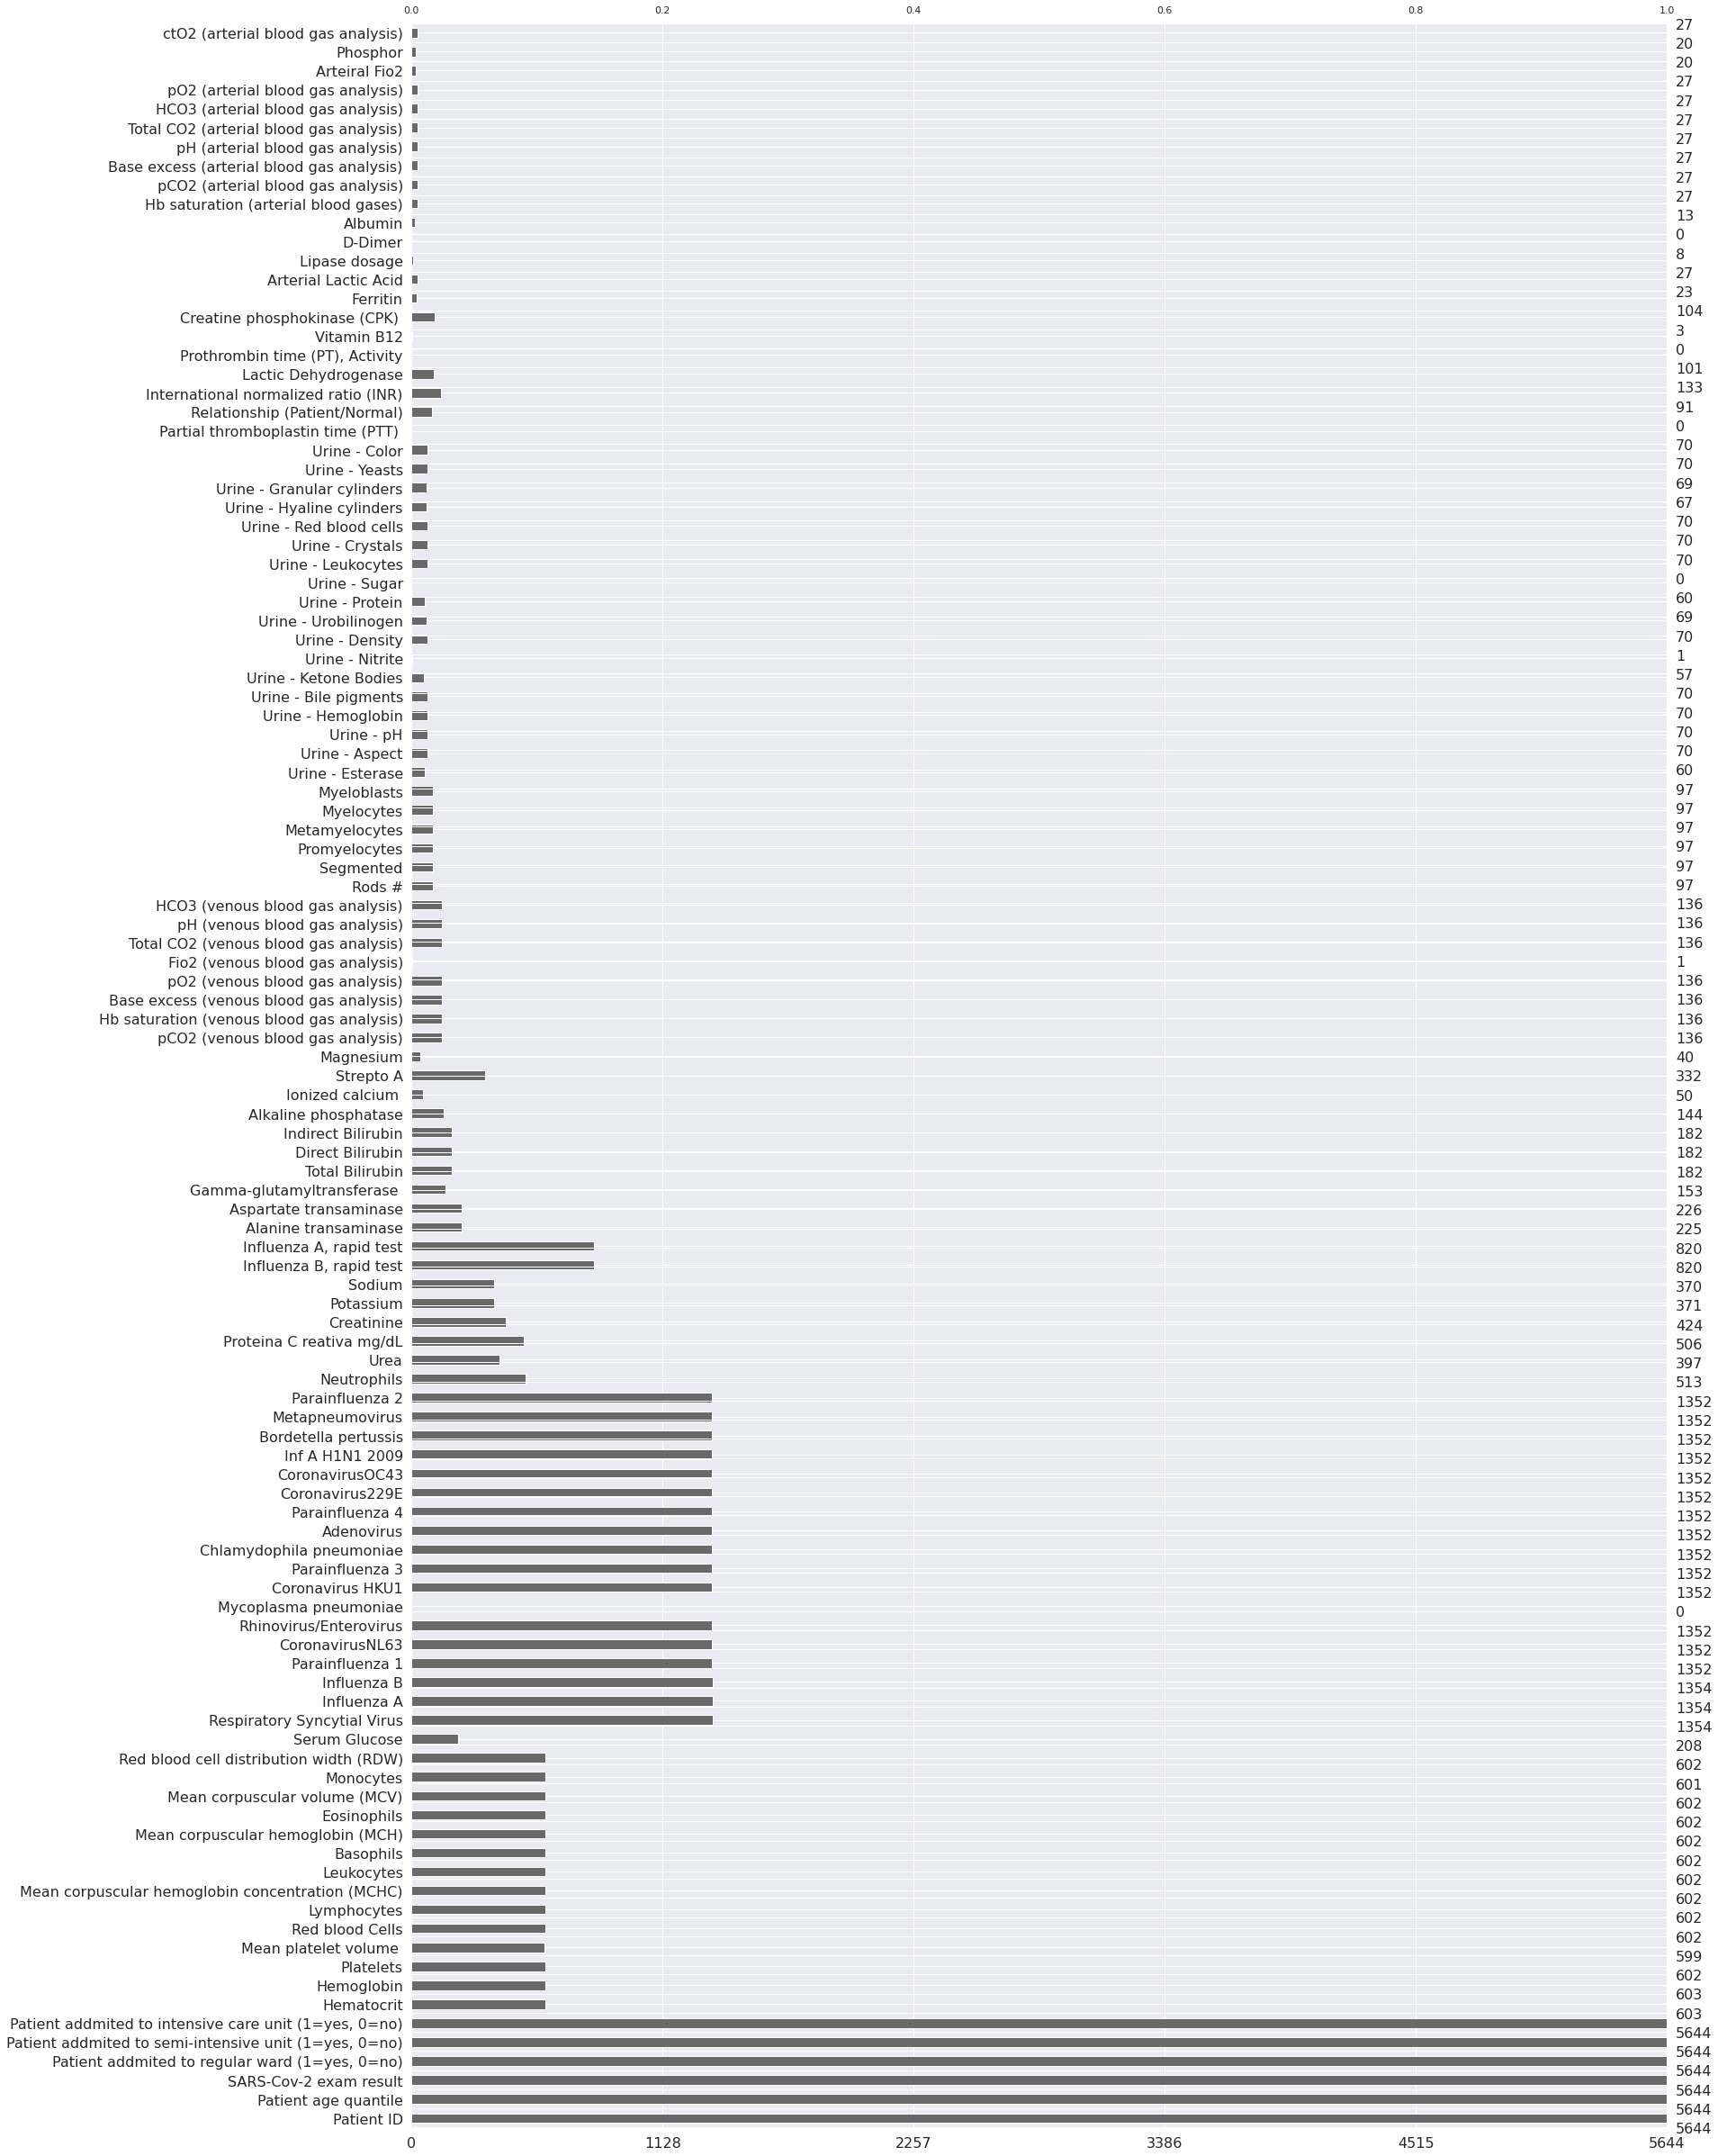 0.0 0.2 0.4 0.6 0.8 1.0
ctO2 (arterial blood gas analysis) 27
Phosphor 20
Arteiral Fio2 20
pO2 (arterial blood gas analysis) 27
HCO3 (arterial blood gas analysis) 27
Total CO2 (arterial blood gas analysis) 27
pH (arterial blood gas analysis) 27
Base excess (arterial blood gas analysis) 27
pCO2 (arterial blood gas analysis) 27
Hb saturation (arterial blood gases) 27
Albumin 13
D-Dimer 0
Lipase dosage 8
Arterial Lactic Acid 27
Ferritin 23
Creatine phosphokinase (CPK) 104
Vitamin B12 3
Prothrombin time (PT), Activity 0
Lactic Dehydrogenase 101
International normalized ratio (INR) 133
Relationship (Patient/Normal) 91
Partial thromboplastin time (PTT) 0
Urine - Color 70
Urine - Yeasts 70
Urine - Granular cylinders 69
Urine - Hyaline cylinders 67
Urine - Red blood cells 70
Urine - Crystals 70
Urine - Leukocytes 70
Urine - Sugar 0
Urine - Protein 60
Urine - Urobilinogen 69
Urine - Density 70
Urine - Nitrite 1
Urine - Ketone Bodies 57
Urine - Bile pigments 70
Urine - Hemoglobin 70
Urine - pH 70
Urine - Aspect 70
Urine - Esterase 60
Myeloblasts 97
Myelocytes 97
Metamyelocytes 97
Promyelocytes 97
Segmented 97
Rods # 97
HCO3 (venous blood gas analysis) 136
pH (venous blood gas analysis) 136
Total CO2 (venous blood gas analysis) 136
Fio2 (venous blood gas analysis) 1
pO2 (venous blood gas analysis) 136
Base excess (venous blood gas analysis) 136
Hb saturation (venous blood gas analysis) 136
pCO2 (venous blood gas analysis) 136
Magnesium 40
Strepto A 332
Ionized calcium 50
Alkaline phosphatase 144
Indirect Bilirubin 182
Direct Bilirubin 182
Total Bilirubin 182
Gamma-glutamyltransferase 153
Aspartate transaminase 226
Alanine transaminase 225
Influenza A, rapid test 820
Influenza B, rapid test 820
Sodium 370
Potassium 371
Creatinine 424
Proteina C reativa mg/dL 506
Urea 397
Neutrophils 513
Parainfluenza 2 1352
Metapneumovirus 1352
Bordetella pertussis 1352
Inf A H1N1 2009 1352
CoronavirusOC43 1352
Coronavirus229E 1352
Parainfluenza 4 1352
Adenovirus 1352
Chlamydophila pneumoniae 1352
Parainfluenza 3 1352
Coronavirus HKU1 1352
Mycoplasma pneumoniae 0
Rhinovirus/Enterovirus 1352
CoronavirusNL63 1352
Parainfluenza 1 1352
Influenza B 1354
Influenza A 1354
Respiratory Syncytial Virus 1354
Serum Glucose 208
Red blood cell distribution width (RDW) 602
Monocytes 601
Mean corpuscular volume (MCV) 602
Eosinophils 602
Mean corpuscular hemoglobin (MCH) 602
Basophils 602
Leukocytes 602
Mean corpuscular hemoglobin concentration (MCHC) 602
Lymphocytes 602
Red blood Cells 602
Mean platelet volume 599
Platelets 602
Hemoglobin 603
Hematocrit 603
Patient addmited to intensive care unit (1=yes, 0=no) 5644
Patient addmited to semi-intensive unit (1=yes, 0=no) 5644
Patient addmited to regular ward (1=yes, 0=no) 5644
SARS-Cov-2 exam result 5644
Patient age quantile 5644
Patient ID 5644
0 1128 2257 3386 4515 5644